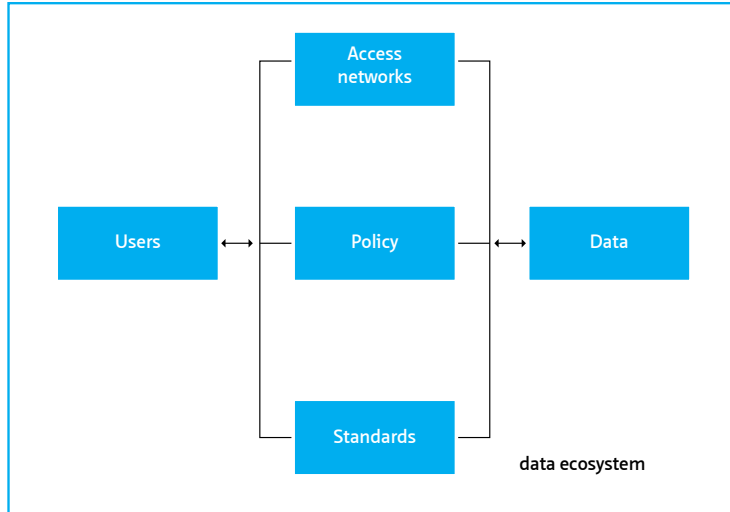 Access
networks
Users
Policy
Data
Standards
data ecosystem